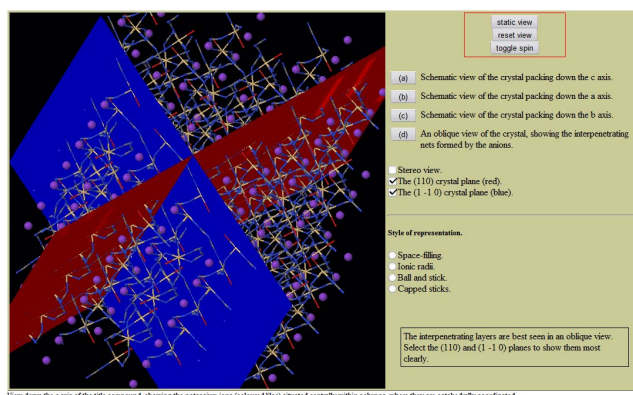 static view
reset view
toggle spin
(a) Schematic view of the crystal packing down the c axis.
(b) Schematic view of the crystal packing down the a axis.
(c) Schematic view of the crystal packing down the b axis.
(d) An oblique view of the crystal, showing the interpenetrating
nets formed by the anions.
Stereo view.
The (110) crystal plane (red).
The (1 -1 0) crystal plane (blue).
Style of representation.
Space-filling.
Ionic radii.
Ball and stick.
Capped sticks.
The interpenetrating layers are best seen in an oblique view.
Select the (110) and (1 -1 0) planes to show them most
clearly.